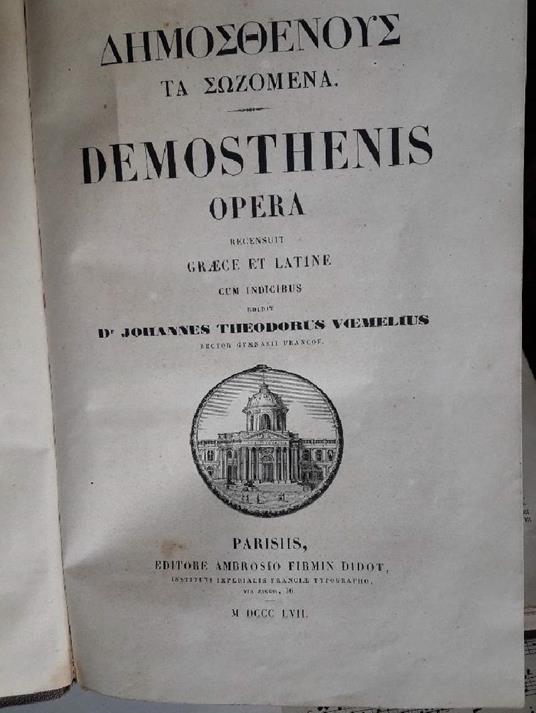 ΔΗΜΟΣΘΕΝΟΥΣ
ΤΑ ΣΩΖΟΜΕΝΑ.
DEMOSTHENIS
OPERA
RECENSUIT
GRÆCE ET LATINE
CUM INDICIBUS
EDIDIT
Dr JOHANNES THEODORUS VŒMELIUS
RECTOR GYMNASII FRANCOF.
PARISIIS,
EDITORE AMBROSIO FIRMIN DIDOT,
INSTITUTI IMPERIALIS FRANCIÆ TYPOGRAPHO,
VIA JACOB, 56
M DCCC LVII.